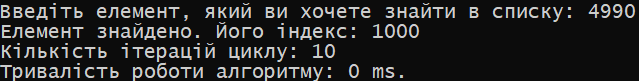 Введіть елемент, який ви хочете знайти в списку: 4990
Елемент знайдено. Його індекс: 1000
Кількість ітерацій циклу: 10
Тривалість роботи алгоритму: 0 ms.